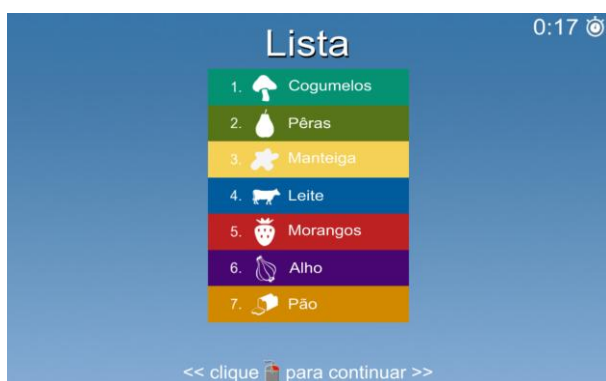 0:17
Lista
1. Cogumelos
2. Pêras
3. Manteiga
4. Leite
5. Morangos
6. Alho
7. Pão
<< clique para continuar >>